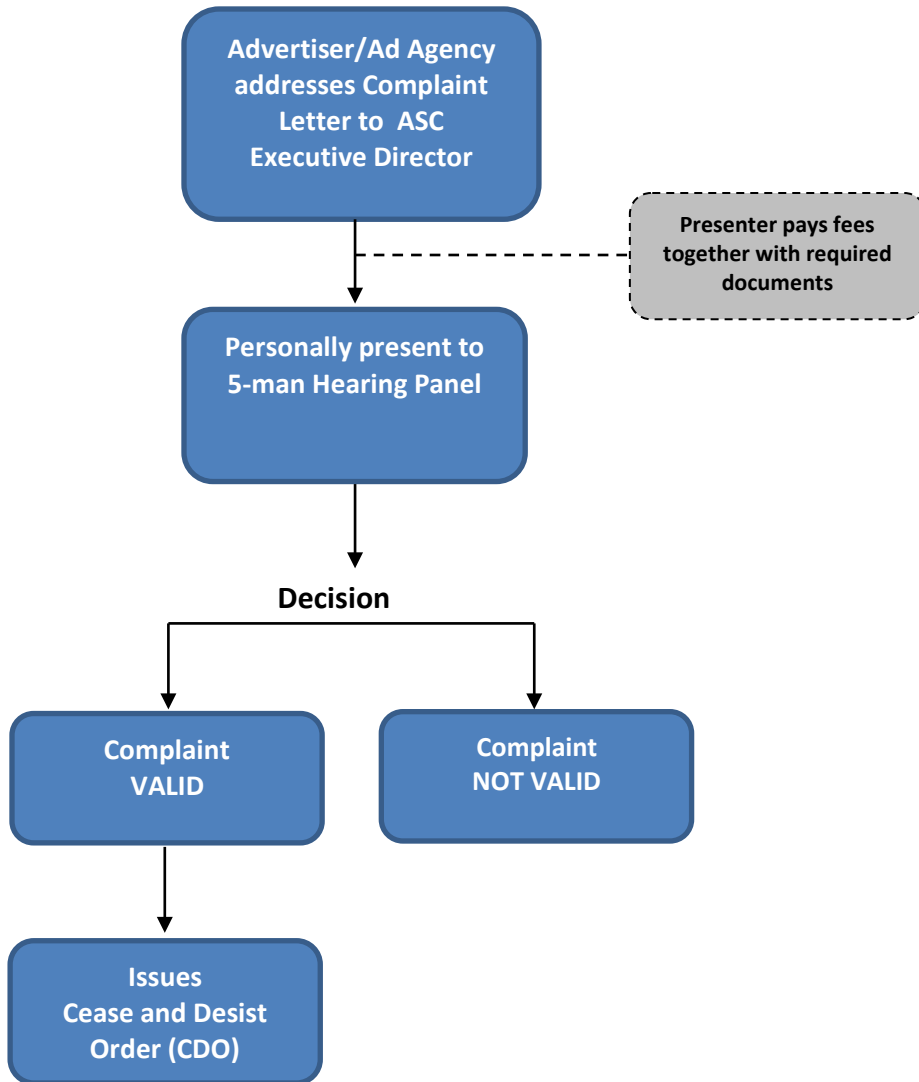 Advertiser/Ad Agency
addresses Complaint
Letter to ASC
Executive Director
Presenter pays fees
together with required
documents
Personally present to
5-man Hearing Panel
Decision
Complaint
VALID
Complaint
NOT VALID
Issues
Cease and Desist
Order (CDO)